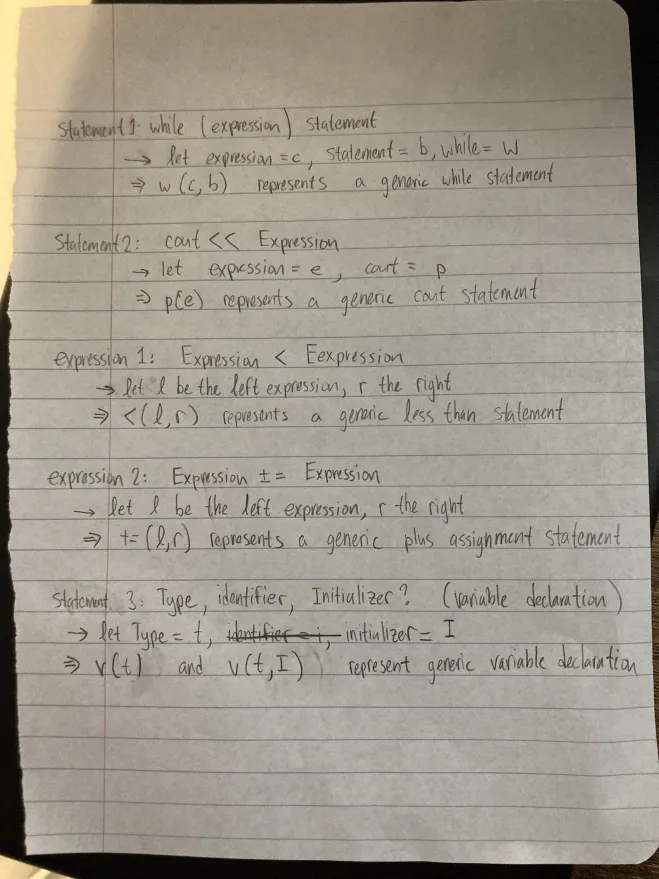 Statement 1: while (expression) statement
→ let expression = c, statement = b, while = w
⇒ w (c, b) represents a generic while statement
Statement 2: cout << Expression
→ let expression = e, cout = p
⇒ p(e) represents a generic cout statement
expression 1: Expression < Eexpression
→ let l be the left expression, r the right
⇒ <(l, r) represents a generic less than statement
expression 2: Expression ±= Expression
→ let l be the left expression, r the right
⇒ += (l, r) represents a generic plus assignment statement
Statement 3: Type, identifier, Initializer? (variable declaration)
→ let Type = t, identifier = i, initializer = I
⇒ v(t) and v(t, I) represent generic variable declaration